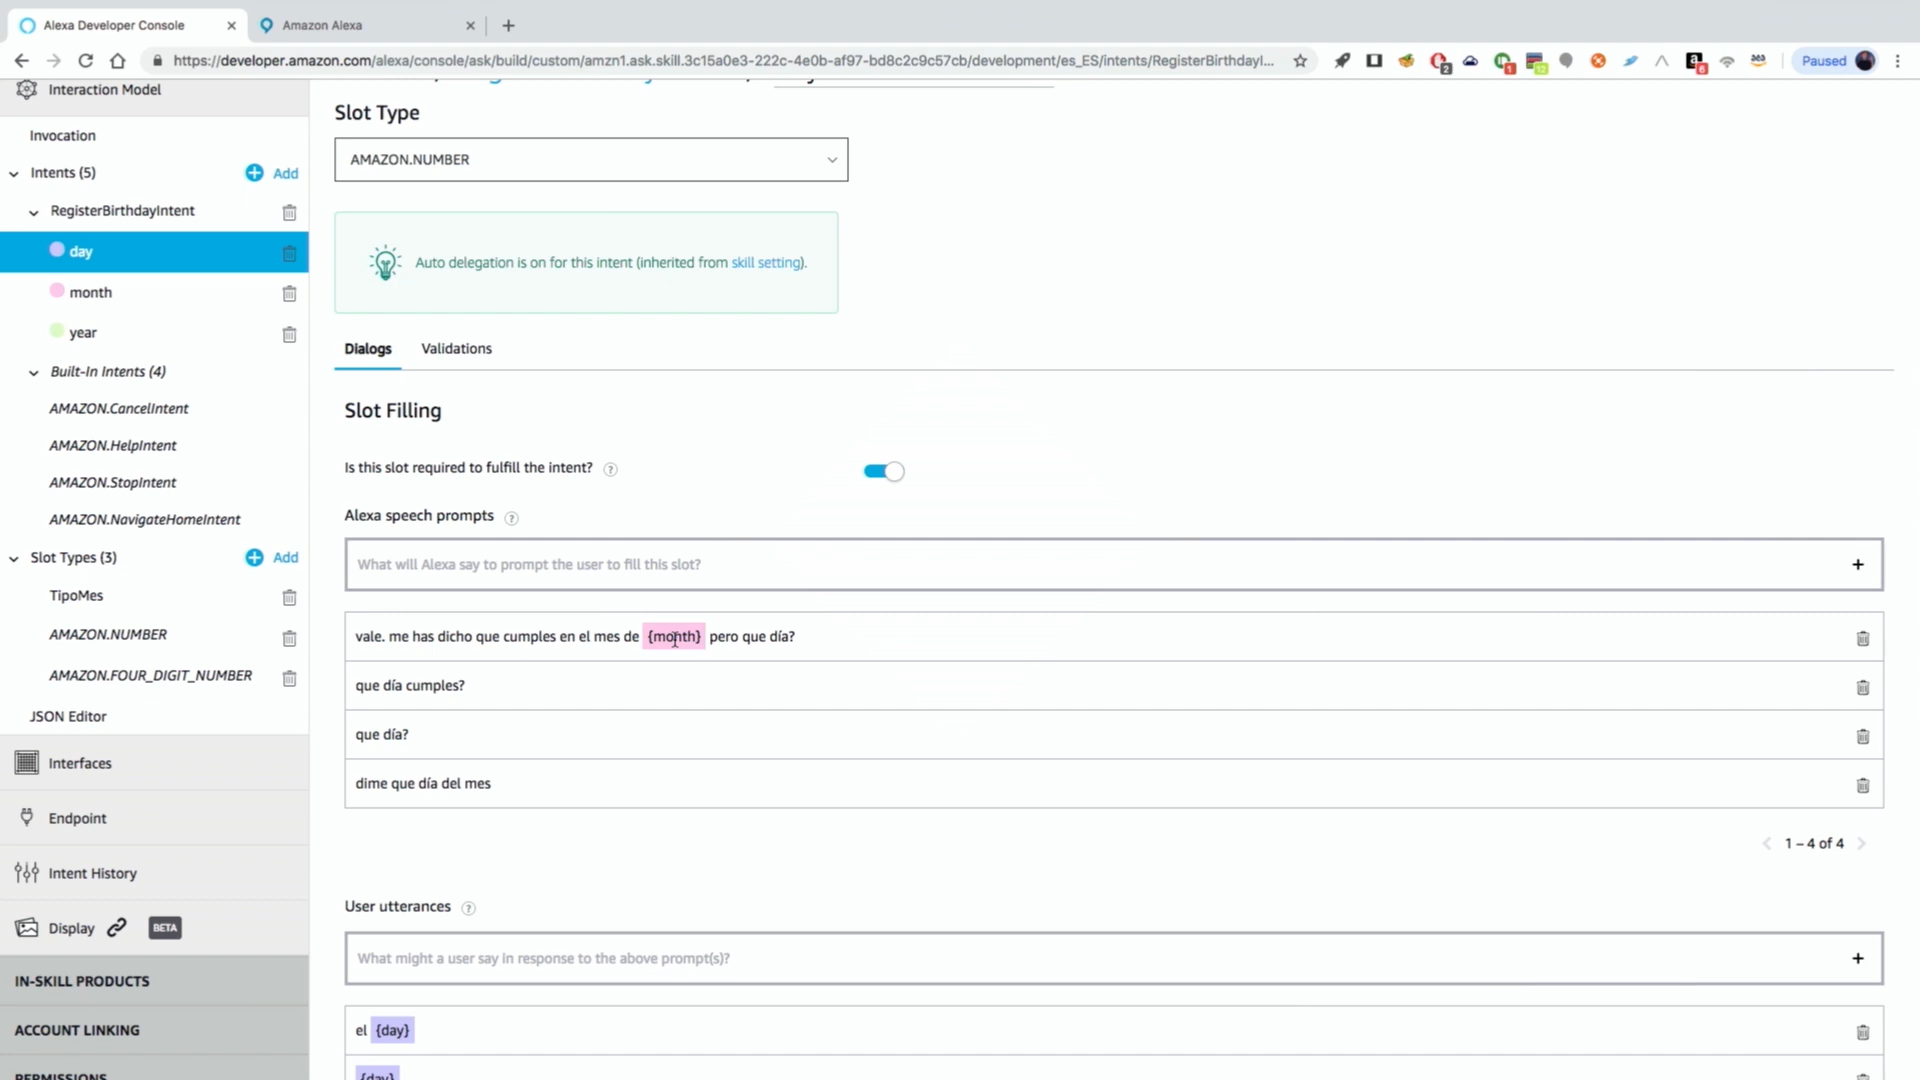 Alexa Developer Console
Amazon Alexa
https://developer.amazon.com/alexa/console/ask/build/custom/amzn1.ask.skill.3c15a0e3-222c-4e0b-af97-bd8c2c9c57cb/development/es_ES/intents/RegisterBirthdayI...
Paused
Interaction Model
Invocation
Intents (5)
Add
RegisterBirthdayIntent
day
month
year
Built-In Intents (4)
AMAZON.CancelIntent
AMAZON.HelpIntent
AMAZON.StopIntent
AMAZON.NavigateHomeIntent
Slot Types (3)
Add
TipoMes
AMAZON.NUMBER
AMAZON.FOUR_DIGIT_NUMBER
JSON Editor
Interfaces
Endpoint
Intent History
Display BETA
IN-SKILL PRODUCTS
ACCOUNT LINKING
PERMISSIONS
Slot Type
AMAZON.NUMBER
Auto delegation is on for this intent (inherited from skill setting).
Dialogs
Validations
Slot Filling
Is this slot required to fulfill the intent? ?
Alexa speech prompts ?
What will Alexa say to prompt the user to fill this slot? +
vale. me has dicho que cumples en el mes de {month} pero que día?
que día cumples?
que día?
dime que día del mes
< 1 – 4 of 4 >
User utterances ?
What might a user say in response to the above prompt(s)? +
el {day}
{day}